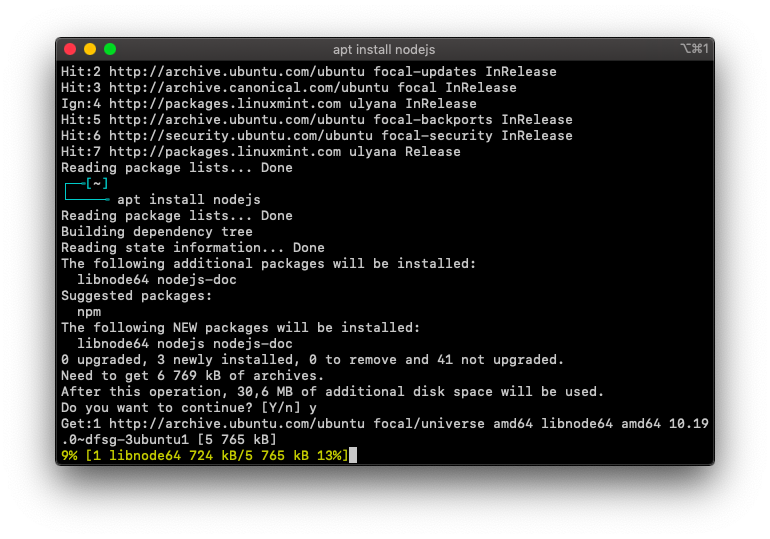 apt install nodejs
⌥⌘1
Hit:2 http://archive.ubuntu.com/ubuntu focal-updates InRelease
Hit:3 http://archive.canonical.com/ubuntu focal InRelease
Ign:4 http://packages.linuxmint.com ulyana InRelease
Hit:5 http://archive.ubuntu.com/ubuntu focal-backports InRelease
Hit:6 http://security.ubuntu.com/ubuntu focal-security InRelease
Hit:7 http://packages.linuxmint.com ulyana Release
Reading package lists... Done
[~]
apt install nodejs
Reading package lists... Done
Building dependency tree
Reading state information... Done
The following additional packages will be installed:
libnode64 nodejs-doc
Suggested packages:
npm
The following NEW packages will be installed:
libnode64 nodejs nodejs-doc
0 upgraded, 3 newly installed, 0 to remove and 41 not upgraded.
Need to get 6 769 kB of archives.
After this operation, 30,6 MB of additional disk space will be used.
Do you want to continue? [Y/n] y
Get:1 http://archive.ubuntu.com/ubuntu focal/universe amd64 libnode64 amd64 10.19
.0~dfsg-3ubuntu1 [5 765 kB]
9% [1 libnode64 724 kB/5 765 kB 13%]